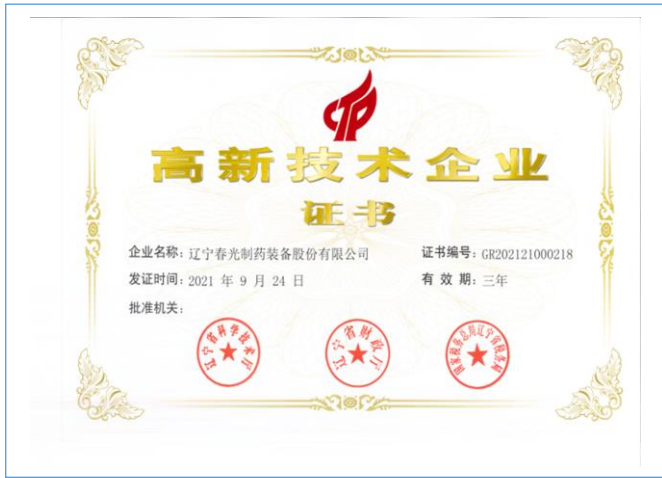 CTP
高新技术企业
证书
企业名称：辽宁春光制药装备股份有限公司
证书编号：GR202121000218
发证时间：2021 年 9 月 24 日
有 效 期：三年
批准机关：
辽宁省科学技术厅
辽宁省财政厅
国家税务总局辽宁省税务局